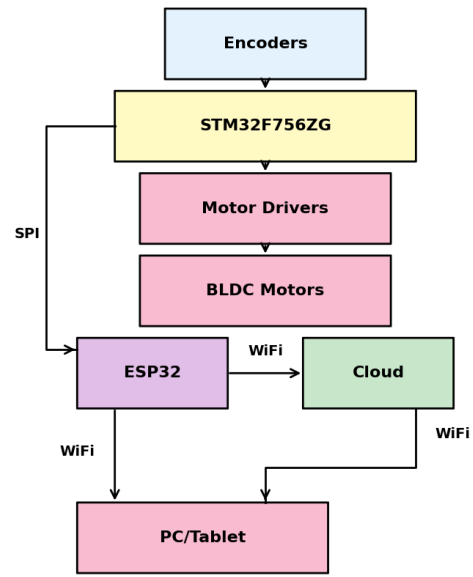 Encoders
STM32F756ZG
Motor Drivers
SPI
BLDC Motors
WiFi
ESP32
Cloud
WiFi
WiFi
PC/Tablet